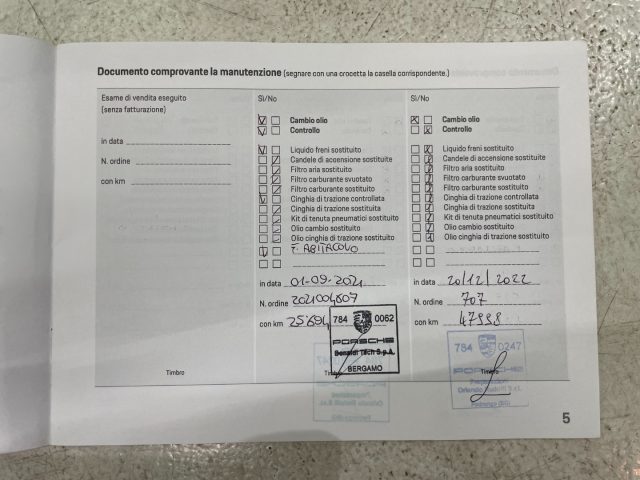 Documento comprovante la manutenzione (segnare con una crocetta la casella corrispondente.)
Esame di vendita eseguito
(senza fatturazione)
in data
N. ordine
con km
Timbro
Sì/No
Cambio olio
Controllo
Liquido freni sostituito
Candele di accensione sostituite
Filtro aria sostituito
Filtro carburante svuotato
Filtro carburante sostituito
Cinghia di trazione controllata
Cinghia di trazione sostituita
Kit di tenuta pneumatici sostituito
Olio cambio sostituito
Olio cinghia di trazione sostituito
F. ABITACOLO
in data 01-09-2021
N. ordine 2021004607
con km 25694
784 0062
PORSCHE
Bonaldi Tech S.p.A.
BERGAMO
Sì/No
Cambio olio
Controllo
Liquido freni sostituito
Candele di accensione sostituite
Filtro aria sostituito
Filtro carburante svuotato
Filtro carburante sostituito
Cinghia di trazione controllata
Cinghia di trazione sostituita
Kit di tenuta pneumatici sostituito
Olio cambio sostituito
Olio cinghia di trazione sostituito
in data 20/12/2022
N. ordine 707
con km 47998
784 0247
PORSCHE
Timbro
5